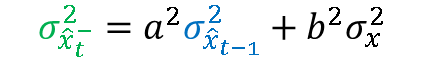 σ²_{x̂_t^-} = a²σ²_{x̂_{t−1}} + b²σ²_x